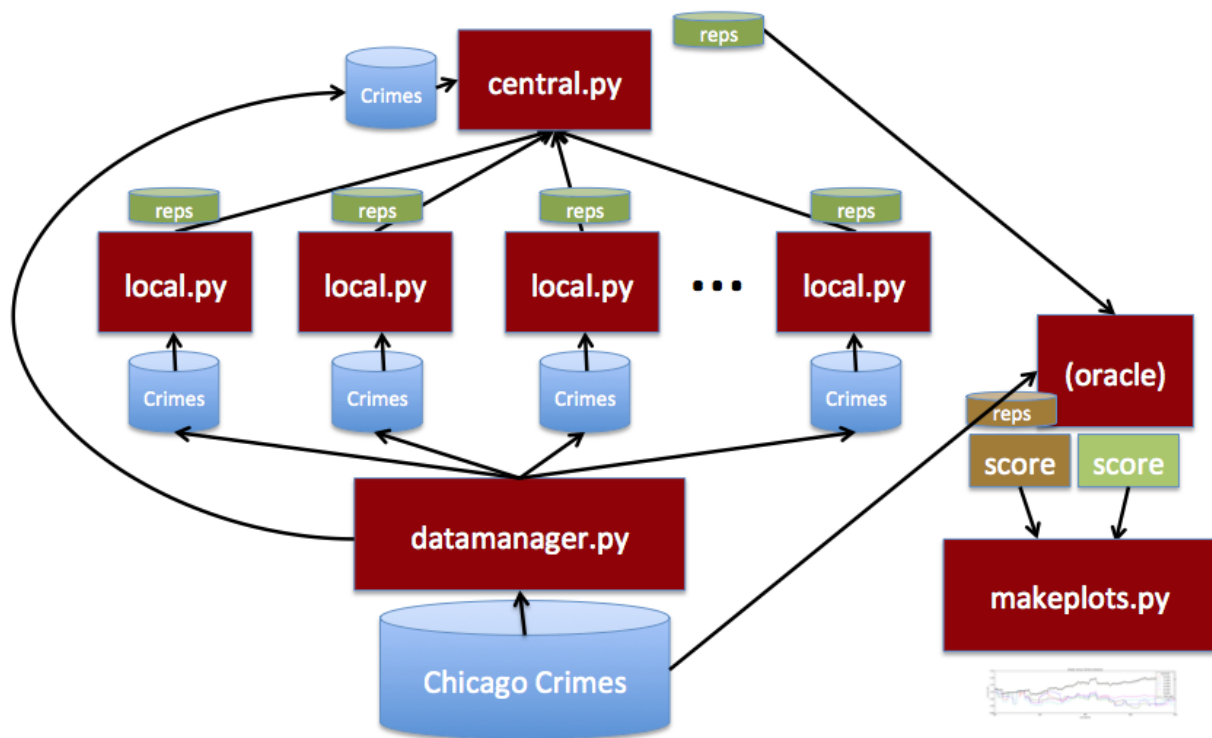 reps
Crimes
central.py
reps
reps
reps
reps
local.py
local.py
local.py
...
local.py
Crimes
Crimes
Crimes
Crimes
(oracle)
reps
score
score
datamanager.py
makeplots.py
Chicago Crimes